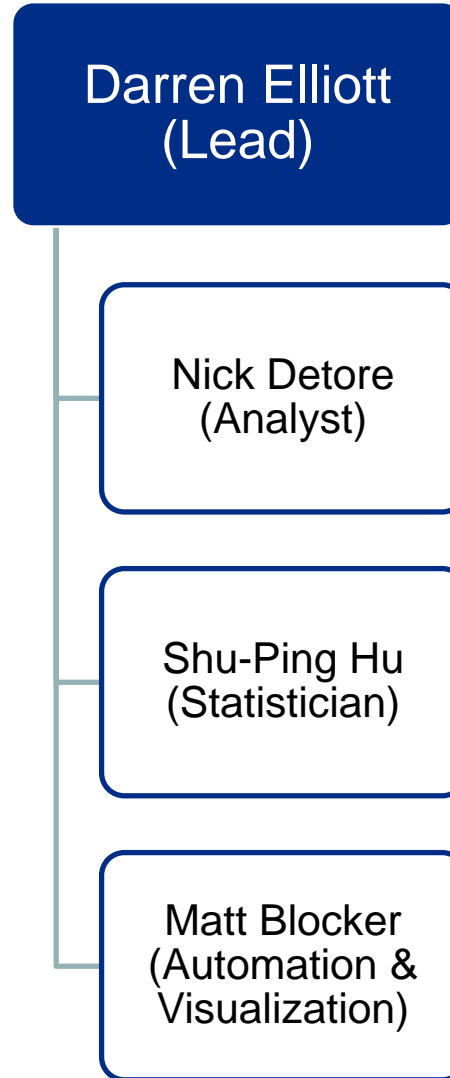 Darren Elliott
(Lead)
Nick Detore
(Analyst)
Shu-Ping Hu
(Statistician)
Matt Blocker
(Automation &
Visualization)